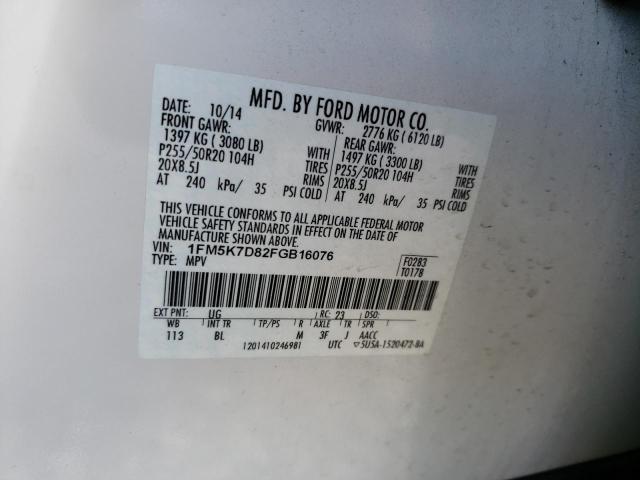 MFD. BY FORD MOTOR CO.
DATE: 10/14 GVWR: 2776 KG ( 6120 LB)
FRONT GAWR: REAR GAWR:
1397 KG ( 3080 LB) WITH 1497 KG ( 3300 LB) WITH
P255/50R20 104H TIRES P255/50R20 104H TIRES
20X8.5J RIMS 20X8.5J RIMS
AT 240 kPa/ 35 PSI COLD AT 240 kPa/ 35 PSI COLD
THIS VEHICLE CONFORMS TO ALL APPLICABLE FEDERAL MOTOR
VEHICLE SAFETY STANDARDS IN EFFECT ON THE DATE OF
MANUFACTURE SHOWN ABOVE.
VIN: 1FM5K7D82FGB16076 F0283
TYPE: MPV T0178
EXT PNT: UG RC: 23 DSO:
WB INT TR TP/PS R AXLE TR SPR
113 BL M 3F J AACC
1201410246981 UTC ▽5USA-1520472-BA